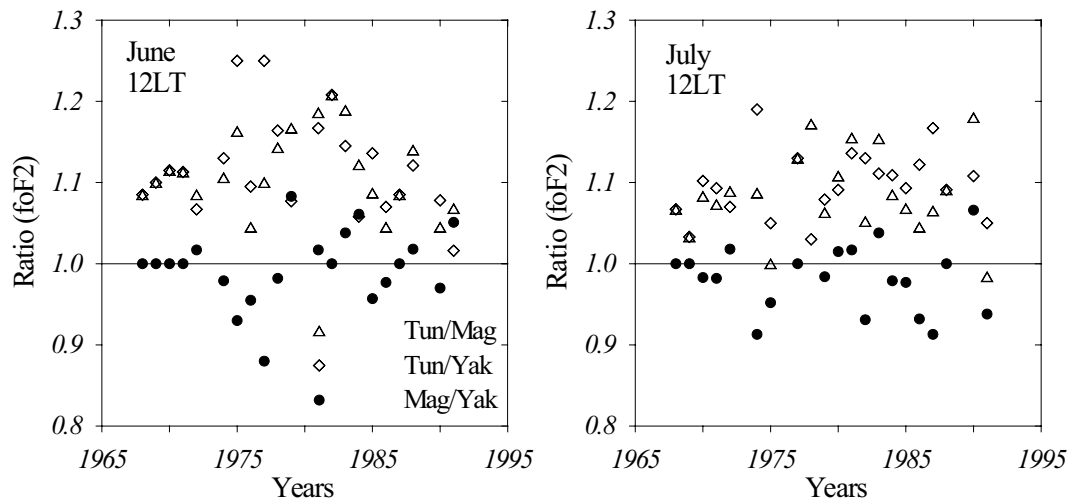 1.3
1.2
1.1
1.0
0.9
0.8
Ratio (foF2)
June
12LT
Tun/Mag
Tun/Yak
Mag/Yak
1965
1975
1985
1995
Years
1.3
1.2
1.1
1.0
0.9
0.8
Ratio (foF2)
July
12LT
1965
1975
1985
1995
Years